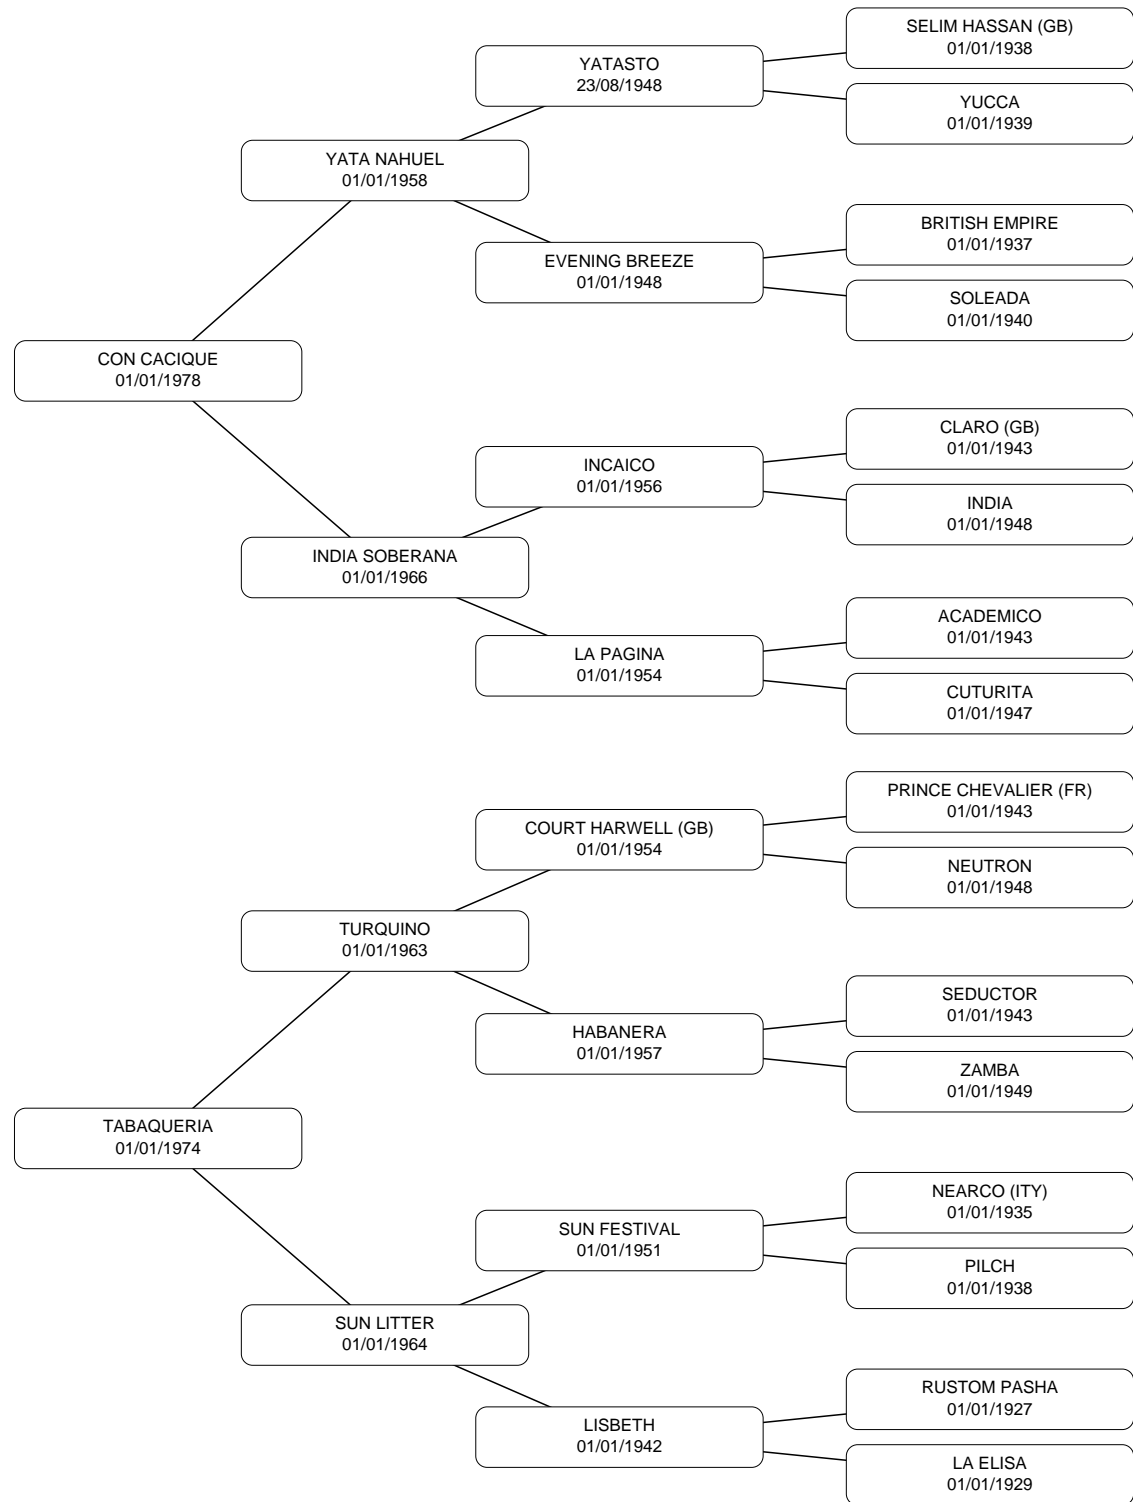 SELIM HASSAN (GB)
01/01/1938
YATASTO
23/08/1948
YUCCA
01/01/1939
YATA NAHUEL
01/01/1958
BRITISH EMPIRE
01/01/1937
EVENING BREEZE
01/01/1948
SOLEADA
01/01/1940
CON CACIQUE
01/01/1978
CLARO (GB)
01/01/1943
INCAICO
01/01/1956
INDIA
01/01/1948
INDIA SOBERANA
01/01/1966
ACADEMICO
01/01/1943
LA PAGINA
01/01/1954
CUTURITA
01/01/1947
PRINCE CHEVALIER (FR)
01/01/1943
COURT HARWELL (GB)
01/01/1954
NEUTRON
01/01/1948
TURQUINO
01/01/1963
SEDUCTOR
01/01/1943
HABANERA
01/01/1957
ZAMBA
01/01/1949
TABAQUERIA
01/01/1974
NEARCO (ITY)
01/01/1935
SUN FESTIVAL
01/01/1951
PILCH
01/01/1938
SUN LITTER
01/01/1964
RUSTOM PASHA
01/01/1927
LISBETH
01/01/1942
LA ELISA
01/01/1929